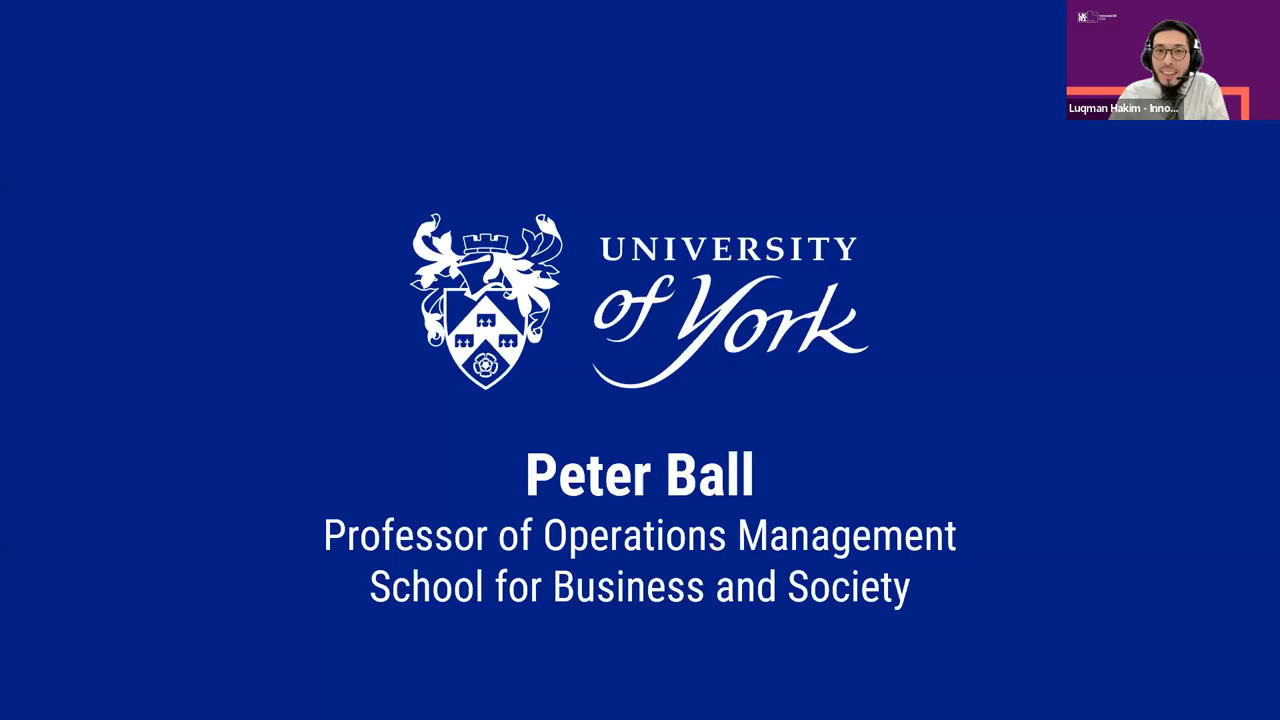 Luqman Hakim - Inno...
UNIVERSITY
of York
Peter Ball
Professor of Operations Management
School for Business and Society